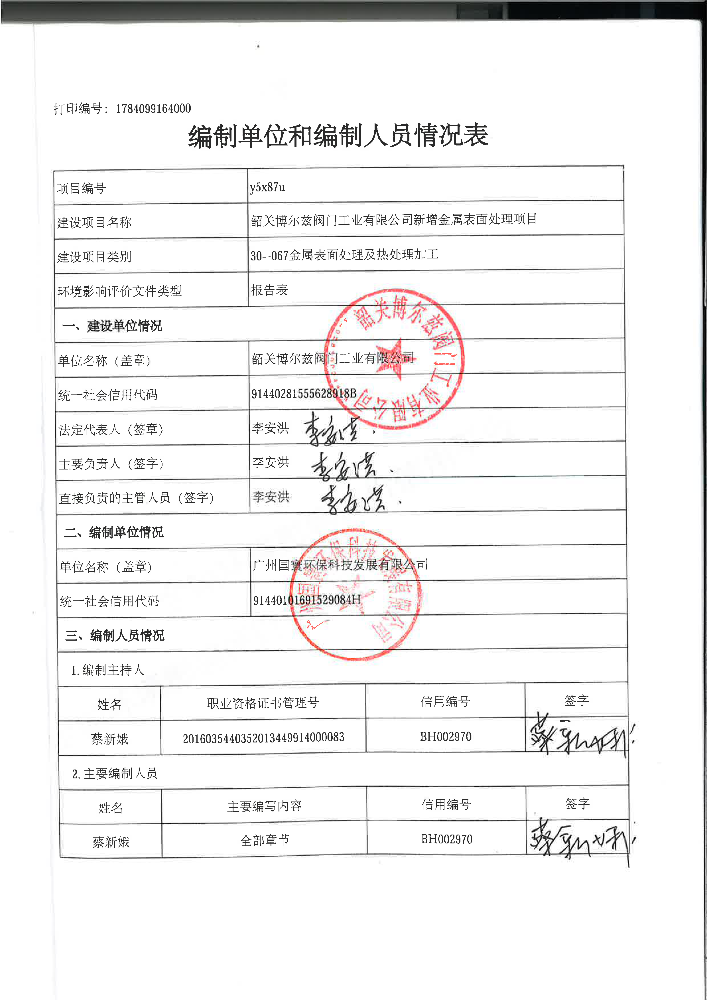 打印编号：1784099164000
编制单位和编制人员情况表
项目编号 y5x87u
建设项目名称 韶关博尔兹阀门工业有限公司新增金属表面处理项目
建设项目类别 30--067金属表面处理及热处理加工
环境影响评价文件类型 报告表
一、建设单位情况
单位名称（盖章） 韶关博尔兹阀门工业有限公司
韶关博尔兹阀门工业有限公司
统一社会信用代码 91440281555628918B
法定代表人（签章） 李安洪 李安洪
主要负责人（签字） 李安洪 李安洪
直接负责的主管人员（签字） 李安洪 李安洪
二、编制单位情况
单位名称（盖章） 广州国寰环保科技发展有限公司
广州国寰环保科技发展有限公司
统一社会信用代码 91440101691529084H
三、编制人员情况
1.编制主持人
姓名 职业资格证书管理号 信用编号 签字
蔡新娥 2016035440352013449914000083 BH002970 蔡新娥
2.主要编制人员
姓名 主要编写内容 信用编号 签字
蔡新娥 全部章节 BH002970 蔡新娥